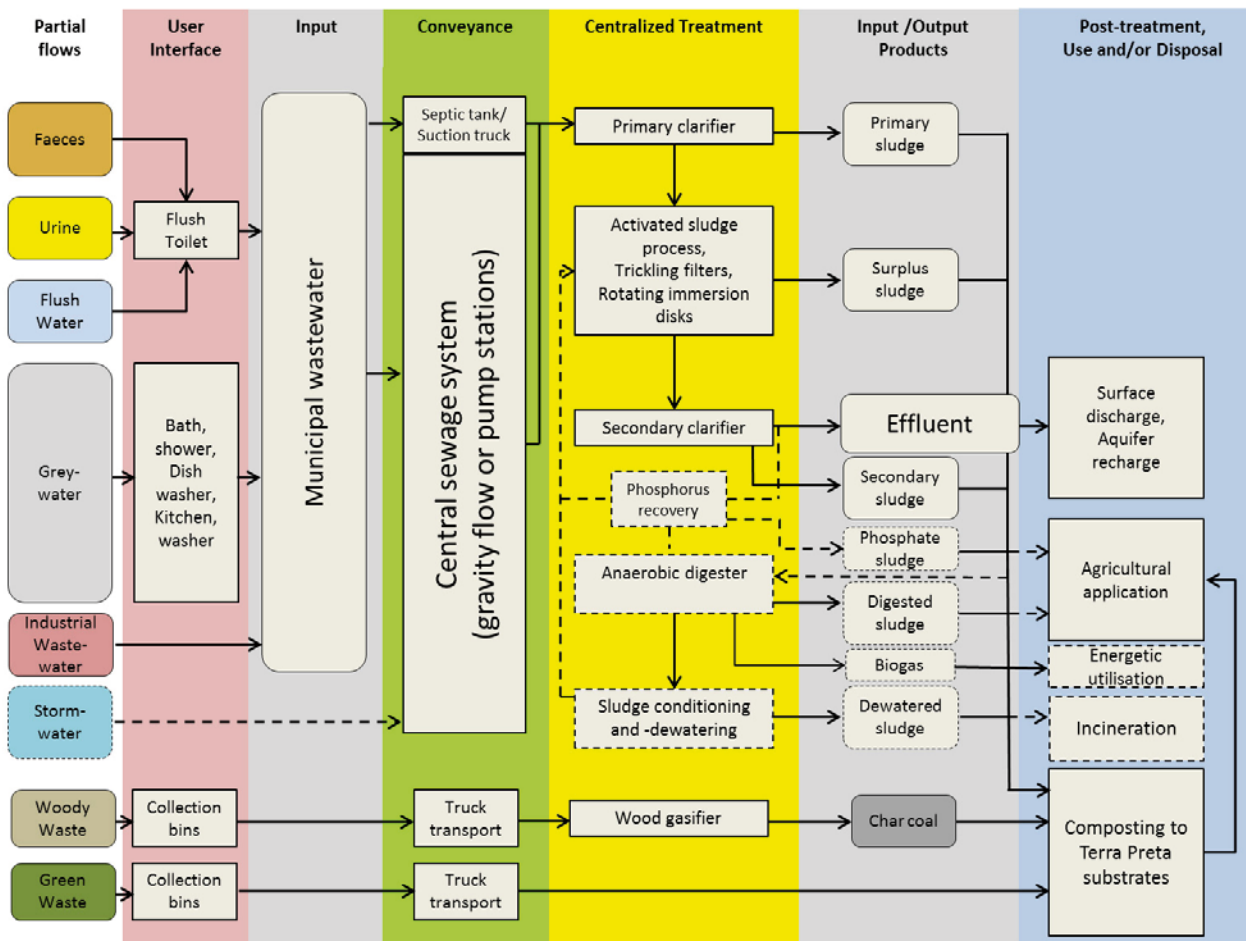 Partial
flows
User
Interface
Input
Conveyance
Centralized Treatment
Input /Output
Products
Post-treatment,
Use and/or Disposal
Faeces
Urine
Flush
Water
Grey-
water
Industrial
Waste-
water
Storm-
water
Woody
Waste
Green
Waste
Flush
Toilet
Bath,
shower,
Dish
washer,
Kitchen,
washer
Collection
bins
Collection
bins
Municipal wastewater
Septic tank/
Suction truck
Central sewage system
(gravity flow or pump stations)
Truck
transport
Truck
transport
Primary clarifier
Activated sludge
process,
Trickling filters,
Rotating immersion
disks
Secondary clarifier
Phosphorus
recovery
Anaerobic digester
Sludge conditioning
and -dewatering
Wood gasifier
Primary
sludge
Surplus
sludge
Effluent
Secondary
sludge
Phosphate
sludge
Digested
sludge
Biogas
Dewatered
sludge
Char coal
Surface
discharge,
Aquifer
recharge
Agricultural
application
Energetic
utilisation
Incineration
Composting to
Terra Preta
substrates